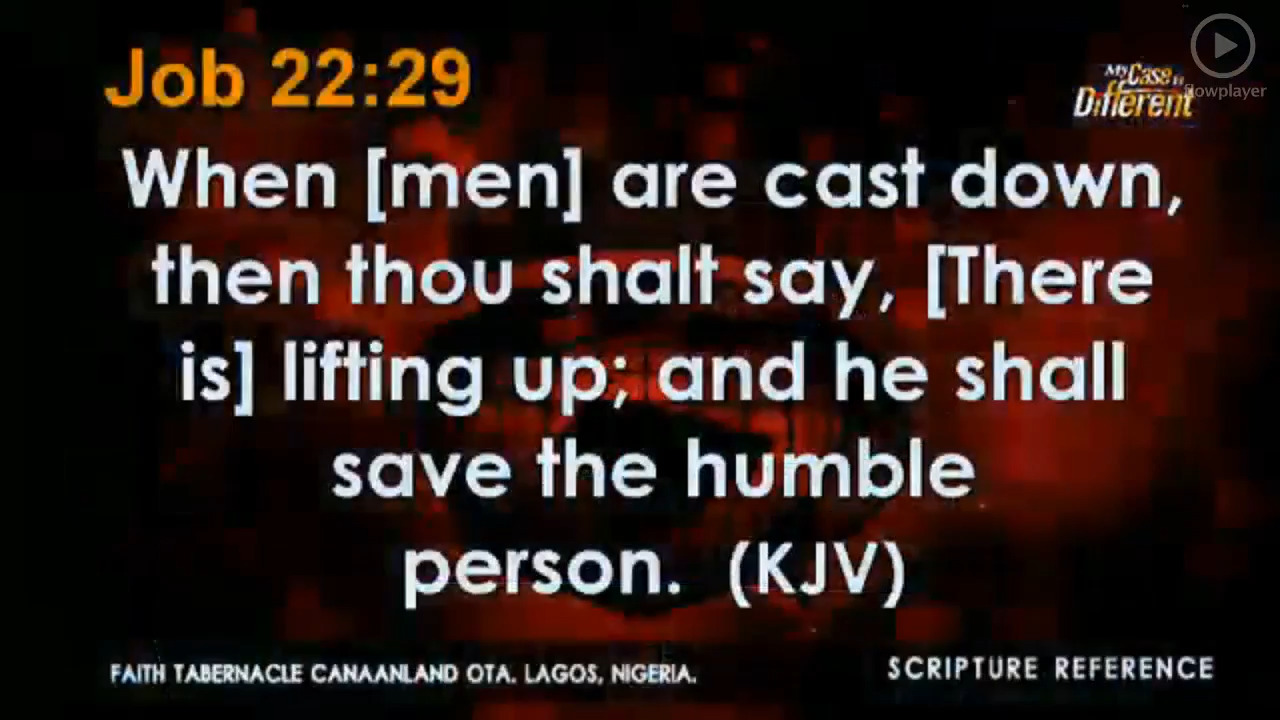 Job 22:29
My Case is
Different
flowplayer
When [men] are cast down,
then thou shalt say, [There
is] lifting up; and he shall
save the humble
person. (KJV)
FAITH TABERNACLE CANAANLAND OTA. LAGOS, NIGERIA.
SCRIPTURE REFERENCE